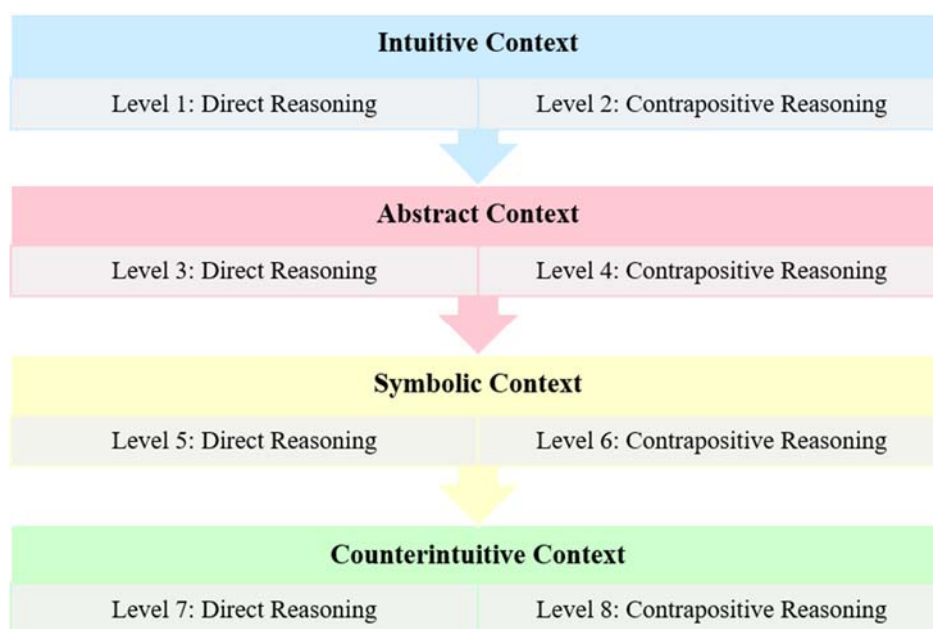 Intuitive Context
Level 1: Direct Reasoning
Level 2: Contrapositive Reasoning
Abstract Context
Level 3: Direct Reasoning
Level 4: Contrapositive Reasoning
Symbolic Context
Level 5: Direct Reasoning
Level 6: Contrapositive Reasoning
Counterintuitive Context
Level 7: Direct Reasoning
Level 8: Contrapositive Reasoning